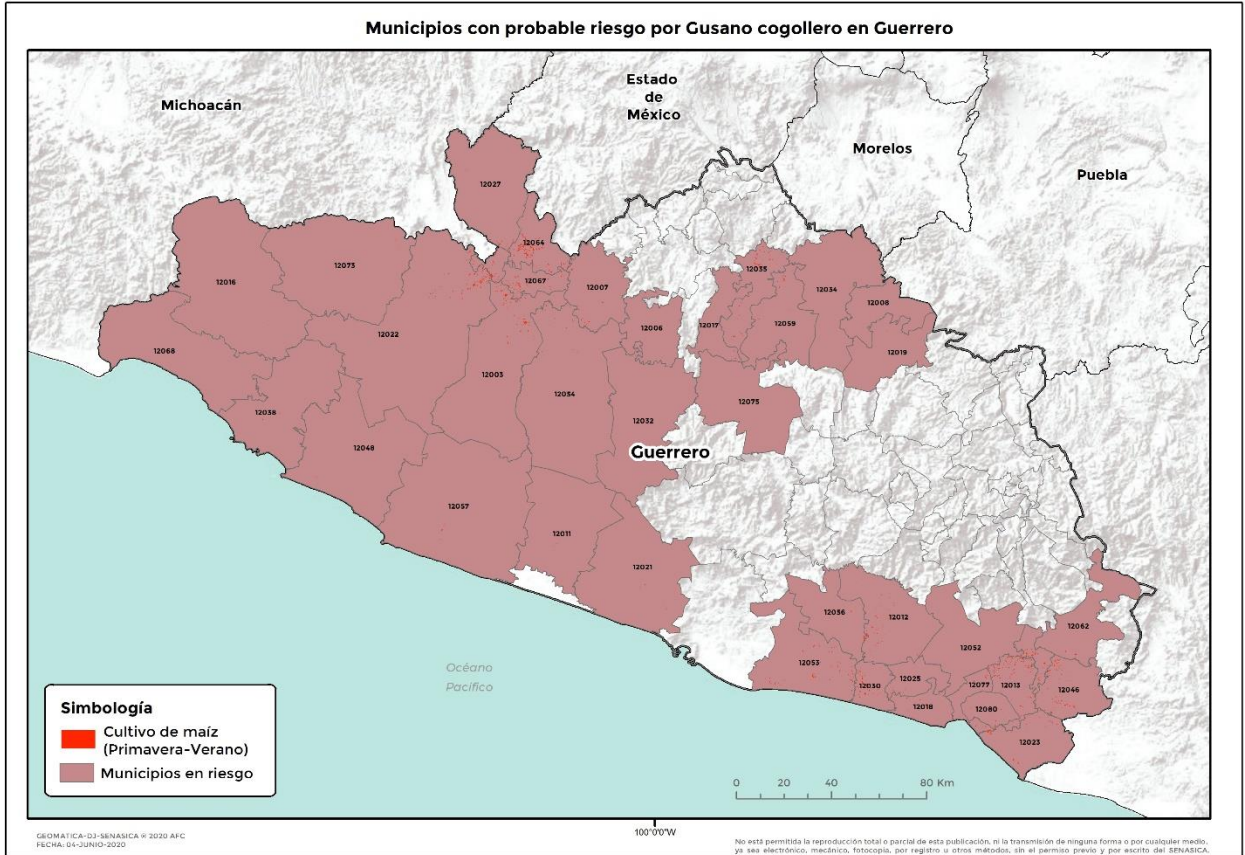 Municipios con probable riesgo por Gusano cogollero en Guerrero
Michoacán
Estado
de
México
Morelos
Puebla
12027
12064
12035
12016
12073
12067
12007
12034
12008
12022
12006
12017
12059
12068
12019
12003
12054
12075
12038
12032
12048
Guerrero
12057
12011
12021
12056
12012
12062
12052
12053
12030
12025
12077
12013
12046
12018
12080
12023
Océano
Pacífico
Simbología
Cultivo de maíz
(Primavera-Verano)
Municipios en riesgo
0 20 40 80 Km
GEOMATICA-DJ-SENASICA © 2020 AFC
FECHA: 04-JUNIO-2020
100°0'0"W
No está permitida la reproducción total o parcial de esta publicación, ni la transmisión de ninguna forma o por cualquier medio,
ya sea electrónico, mecánico, fotocopia, por registro u otros métodos, sin el permiso previo y por escrito del SENASICA.